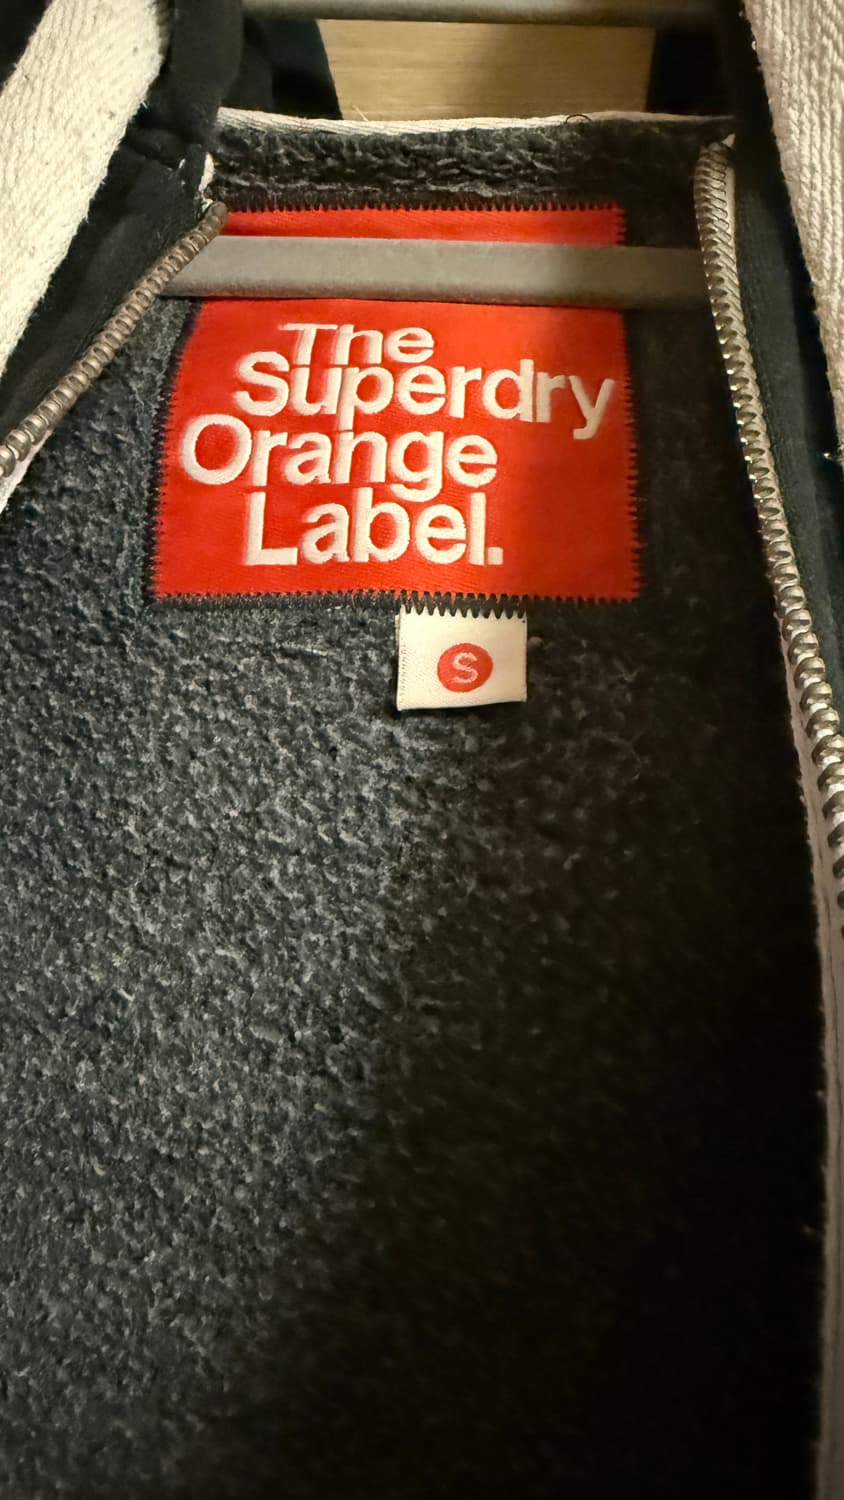 The
Superdry
Orange
Label.
S